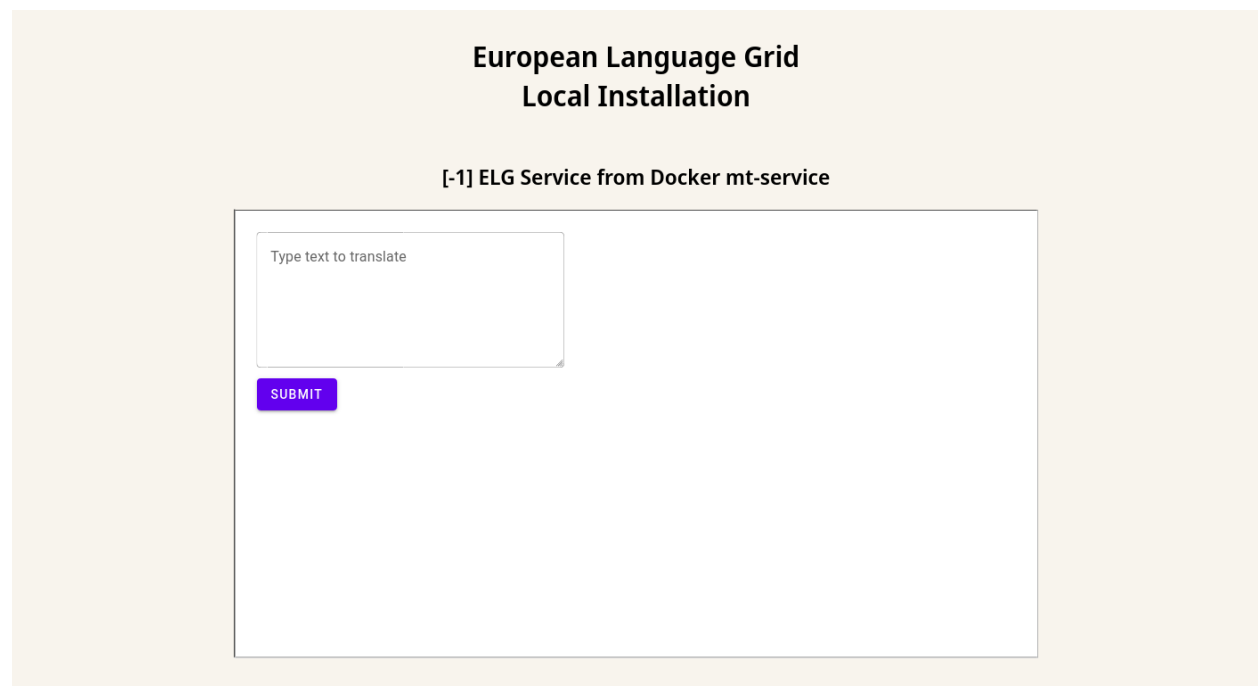 European Language Grid
Local Installation
[-1] ELG Service from Docker mt-service
Type text to translate
SUBMIT